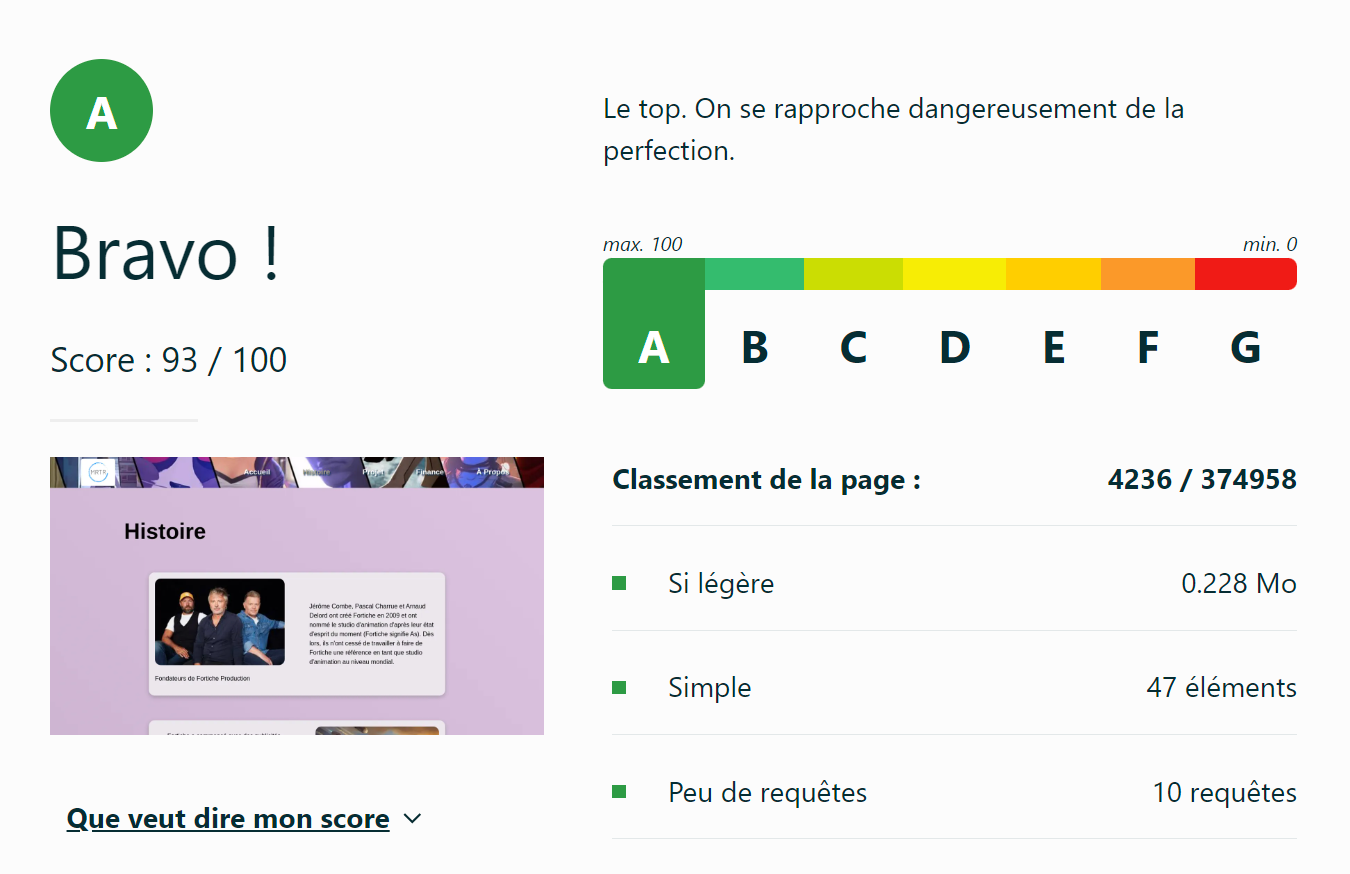 A
Bravo !
Score : 93 / 100
MRTR
Accueil
Histoire
Projet
Finance
À Propos
Histoire
Jérôme Combe, Pascal Charrue et Arnaud
Delord ont créé Fortiche en 2009 et ont
nommé le studio d'animation d'après leur état
d'esprit du moment (Fortiche signifie As). Dès
lors, ils n'ont cessé de travailler à faire de
Fortiche une référence en tant que studio
d'animation au niveau mondial.
Fondateurs de Fortiche Production
Que veut dire mon score
Le top. On se rapproche dangereusement de la
perfection.
max. 100 min. 0
A B C D E F G
Classement de la page : 4236 / 374958
Si légère 0.228 Mo
Simple 47 éléments
Peu de requêtes 10 requêtes